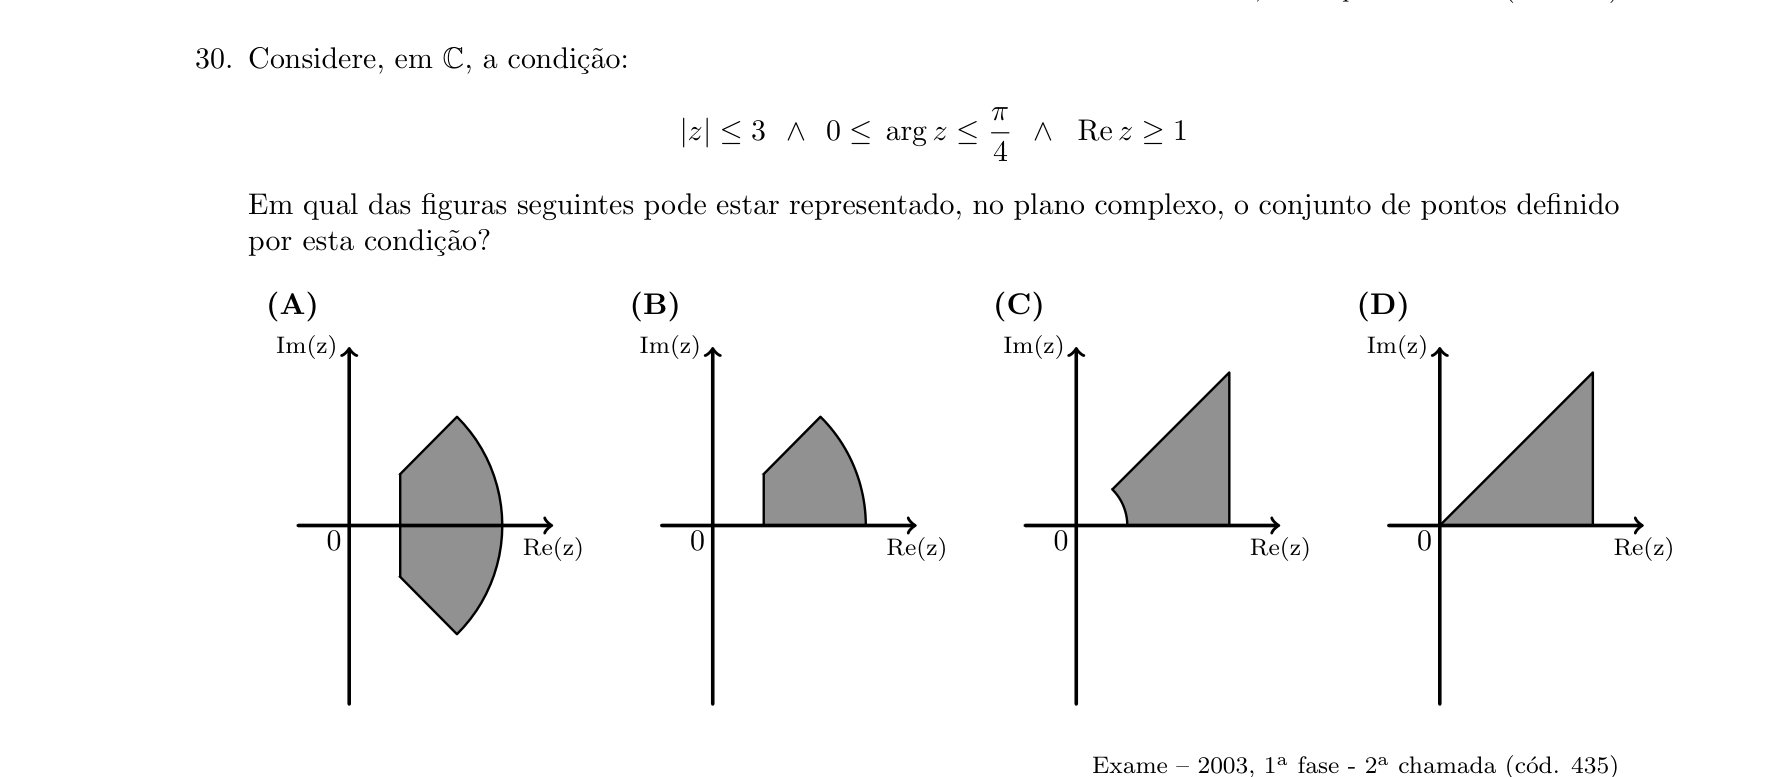 30. Considere, em ℂ, a condição:
|z| ≤ 3 ∧ 0 ≤ arg z ≤ π/4 ∧ Re z ≥ 1
Em qual das figuras seguintes pode estar representado, no plano complexo, o conjunto de pontos definido
por esta condição?
(A) (B) (C) (D)
Im(z) Im(z) Im(z) Im(z)
0 0 0 0
Re(z) Re(z) Re(z) Re(z)
Exame – 2003, 1ª fase - 2ª chamada (cód. 435)